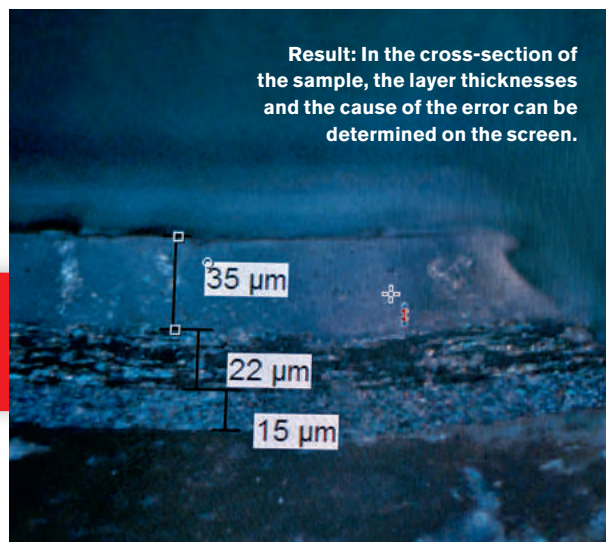 Result: In the cross-section of
the sample, the layer thicknesses
and the cause of the error can be
determined on the screen.
35 µm
22 µm
15 µm